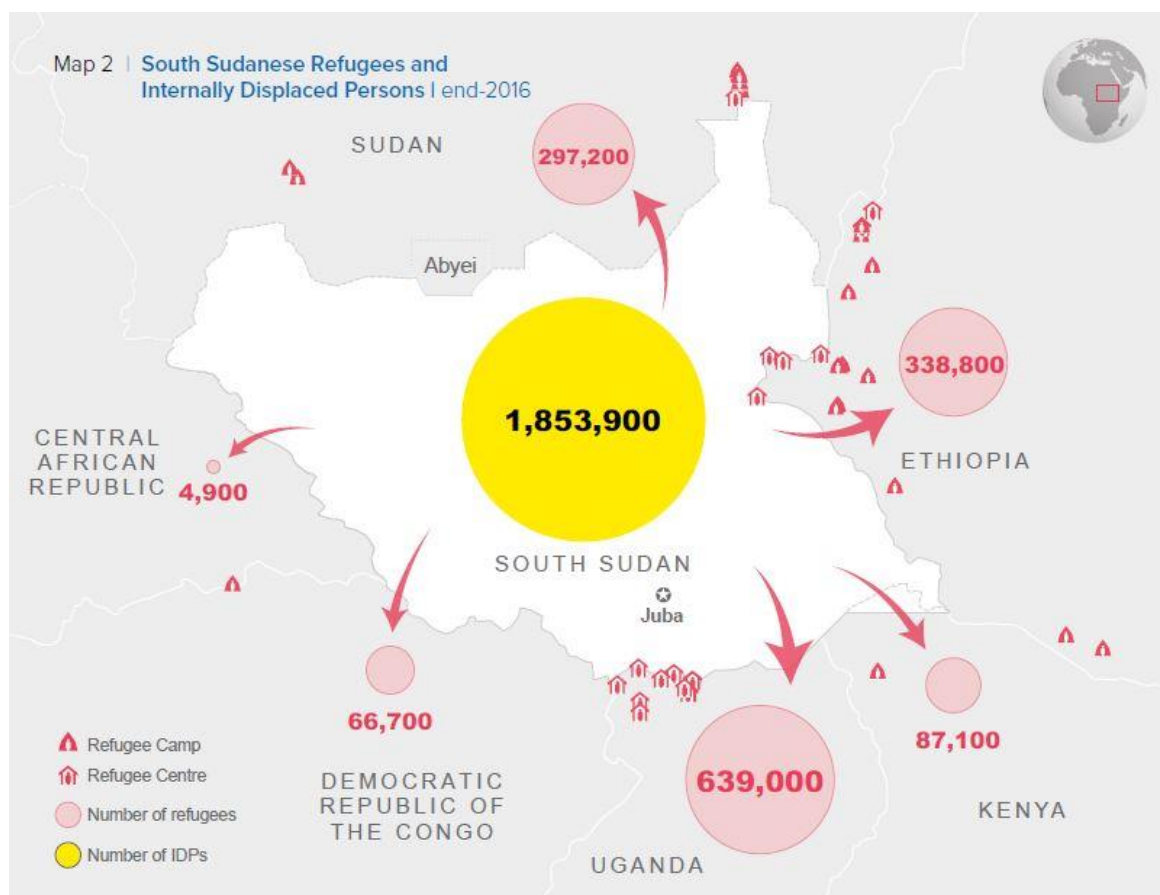 Map 2 | South Sudanese Refugees and
Internally Displaced Persons | end-2016
SUDAN
297,200
Abyei
338,800
1,853,900
CENTRAL
AFRICAN
REPUBLIC
4,900
ETHIOPIA
SOUTH SUDAN
Juba
66,700
87,100
639,000
Refugee Camp
Refugee Centre
Number of refugees
Number of IDPs
DEMOCRATIC
REPUBLIC OF
THE CONGO
KENYA
UGANDA